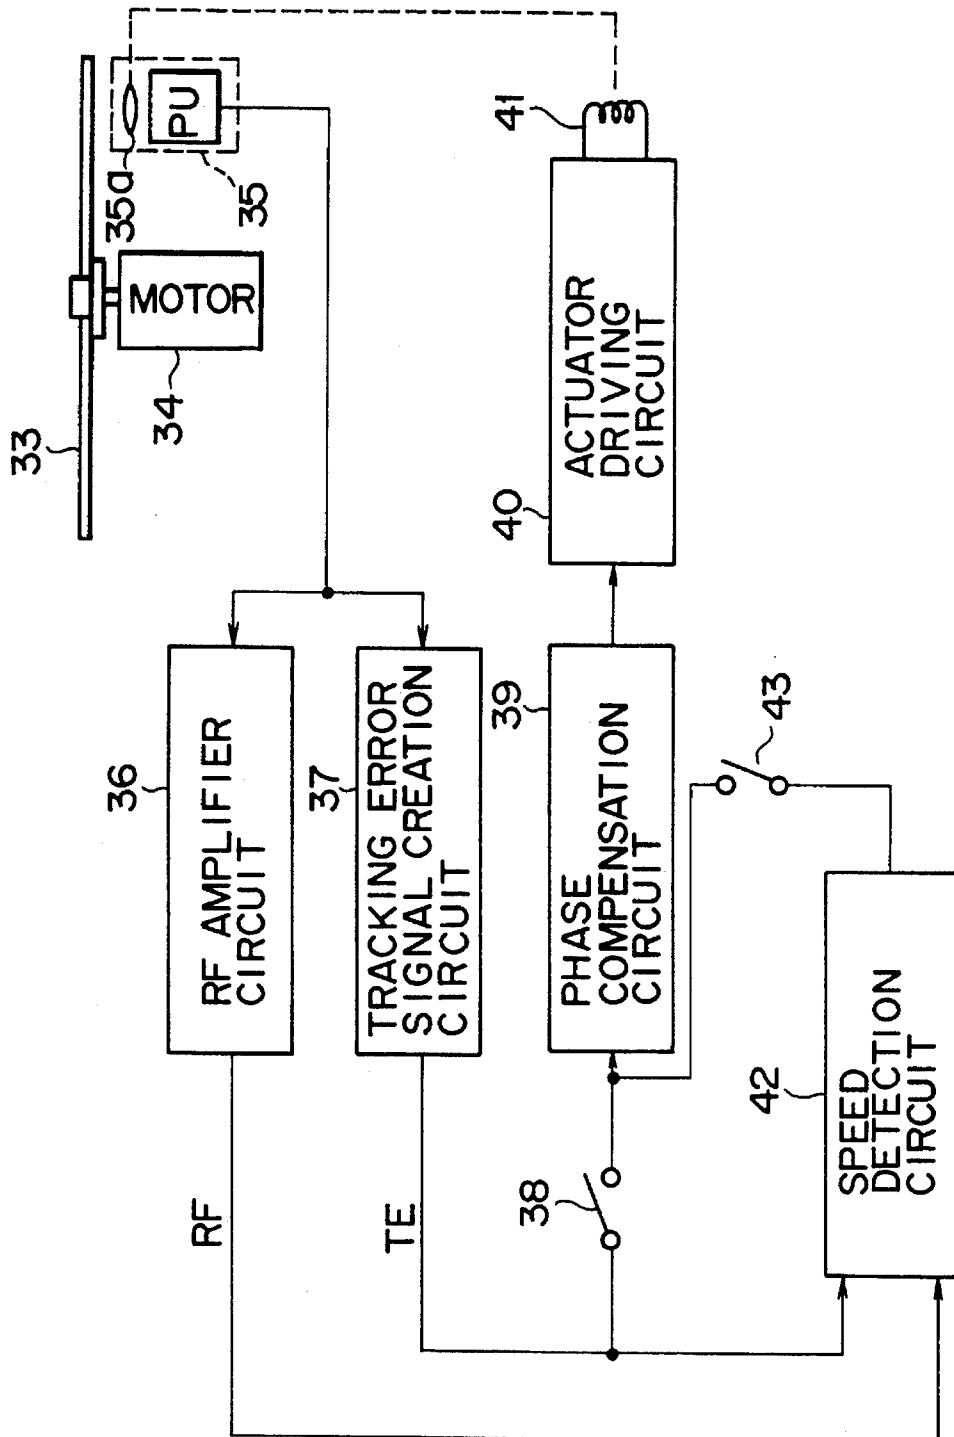 33
MOTOR
34
35a
PU
35
36
RF AMPLIFIER
CIRCUIT
37
TRACKING ERROR
SIGNAL CREATION
CIRCUIT
RF
TE
38
39
PHASE
COMPENSATION
CIRCUIT
40
ACTUATOR
DRIVING
CIRCUIT
41
42
SPEED
DETECTION
CIRCUIT
43